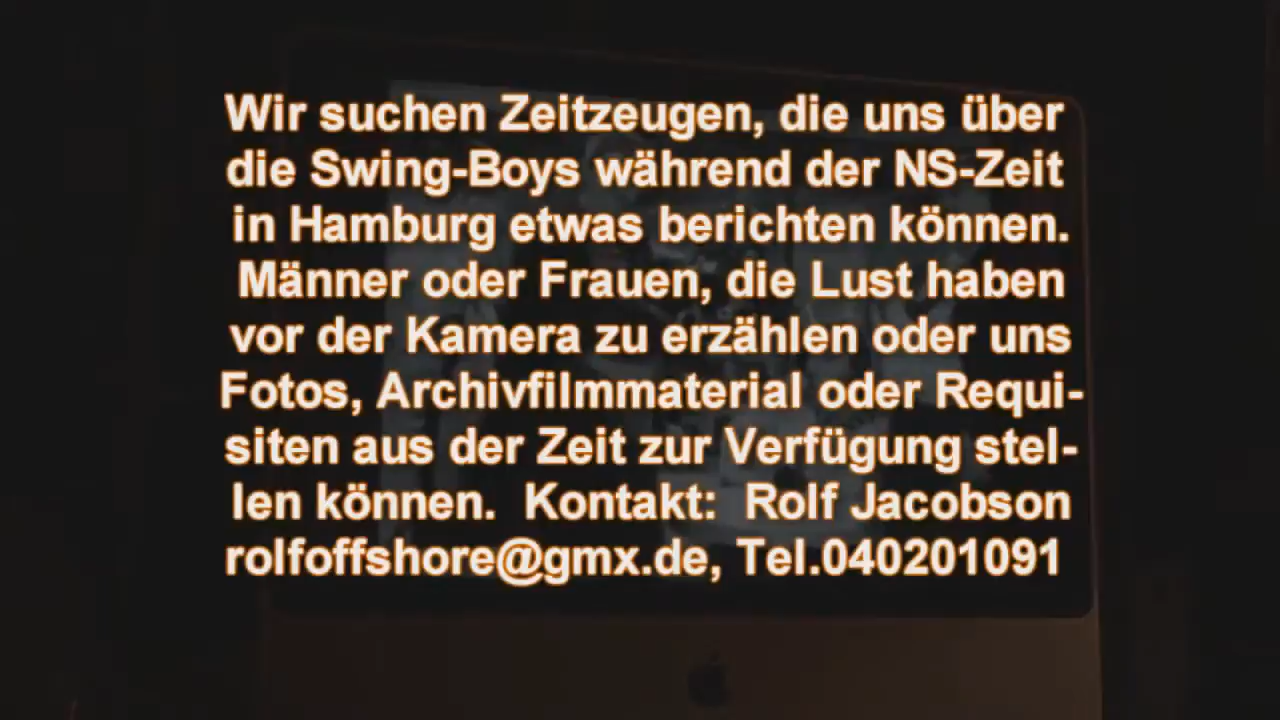 Wir suchen Zeitzeugen, die uns über
die Swing-Boys während der NS-Zeit
in Hamburg etwas berichten können.
Männer oder Frauen, die Lust haben
vor der Kamera zu erzählen oder uns
Fotos, Archivfilmmaterial oder Requi-
siten aus der Zeit zur Verfügung stel-
len können.  Kontakt:  Rolf Jacobson
rolfoffshore@gmx.de, Tel.040201091